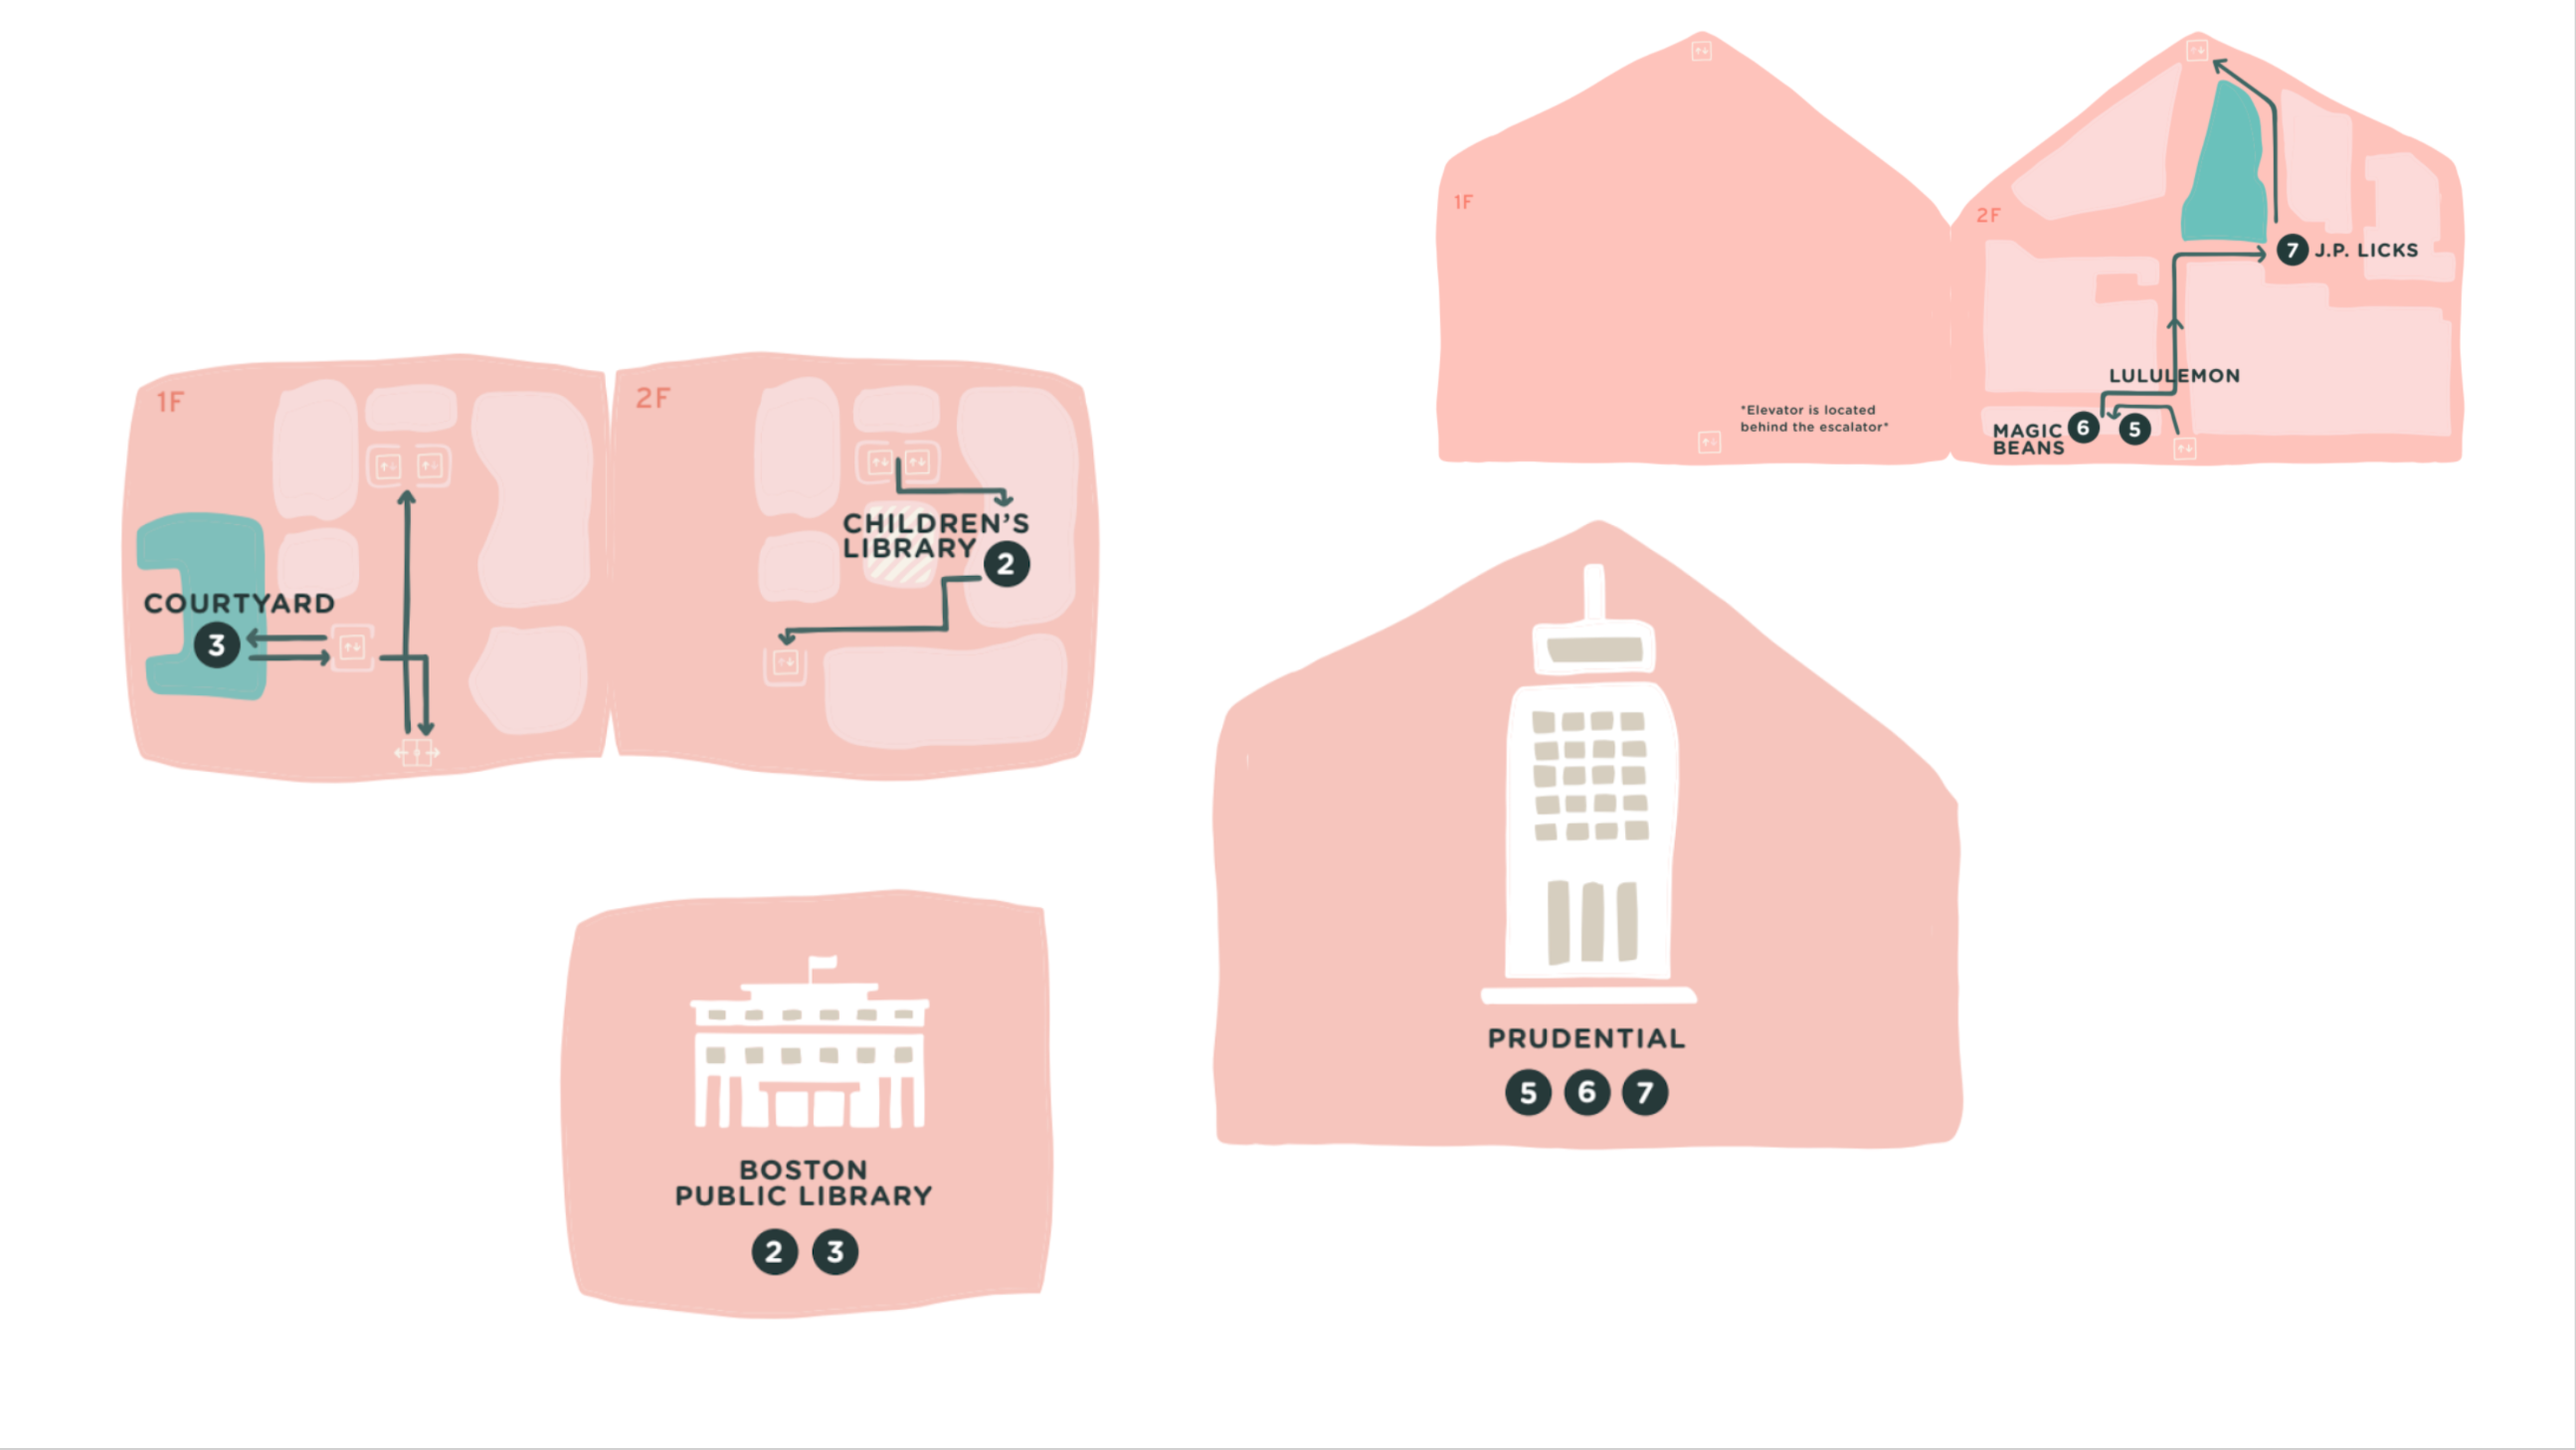 1F
2F
CHILDREN'S
LIBRARY
2
COURTYARD
3
1F
*Elevator is located
behind the escalator*
2F
7 J.P. LICKS
LULULEMON
MAGIC
BEANS
6
5
BOSTON
PUBLIC LIBRARY
2 3
PRUDENTIAL
5 6 7